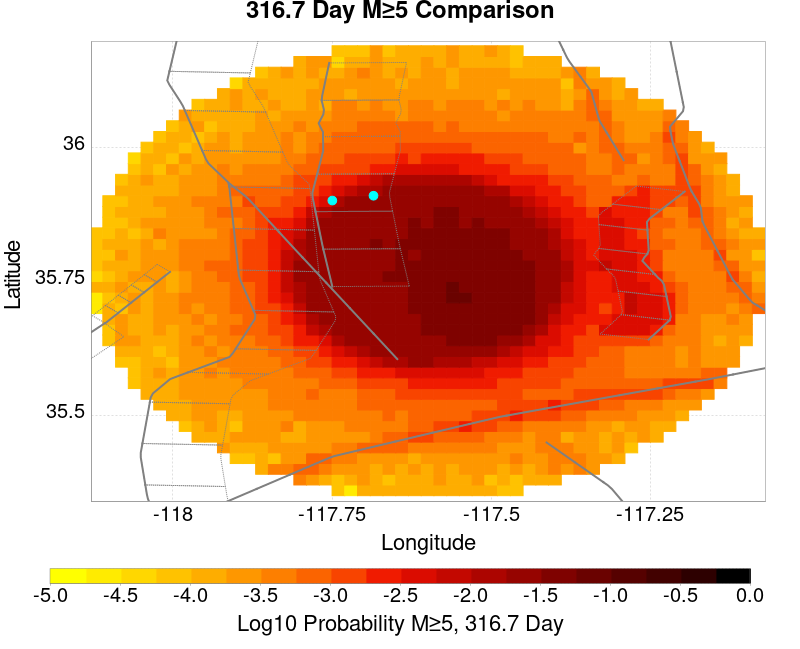 316.7 Day M≥5 Comparison
36
35.75
35.5
Latitude
-118 -117.75 -117.5 -117.25
Longitude
-5.0 -4.5 -4.0 -3.5 -3.0 -2.5 -2.0 -1.5 -1.0 -0.5 0.0
Log10 Probability M≥5, 316.7 Day